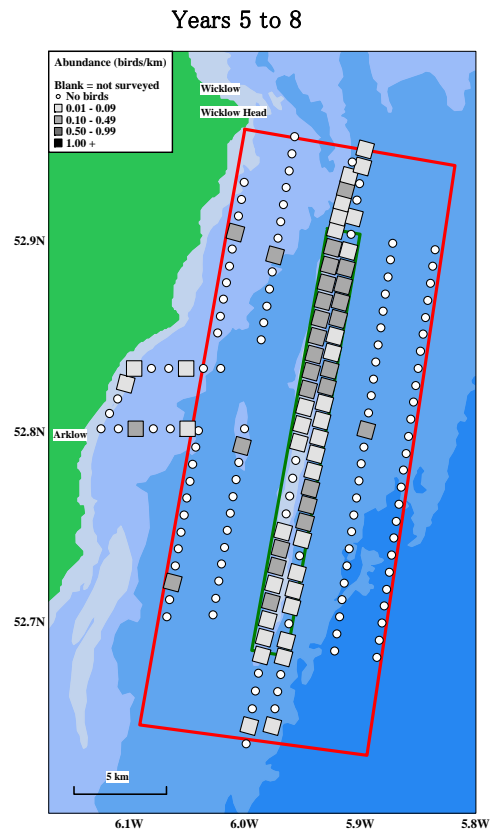 Years 5 to 8
Abundance (birds/km)
Blank = not surveyed
No birds
0.01 - 0.09
0.10 - 0.49
0.50 - 0.99
1.00 +
Wicklow
Wicklow Head
52.9N
52.8N
Arklow
52.7N
5 km
6.1W 6.0W 5.9W 5.8W